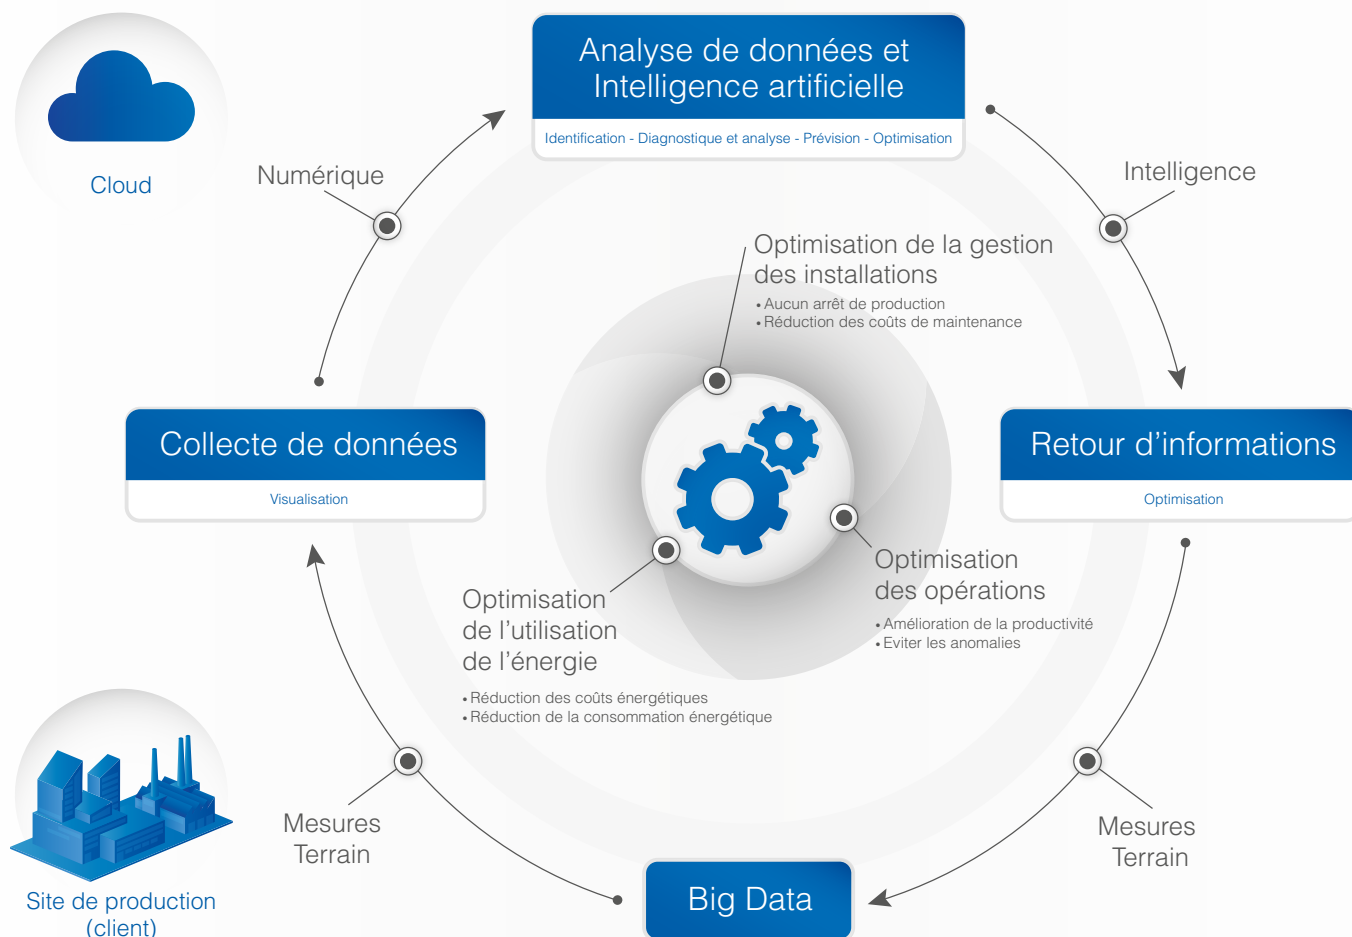 Analyse de données et
Intelligence artificielle
Identification - Diagnostique et analyse - Prévision - Optimisation
Cloud
Numérique
Intelligence
Optimisation de la gestion
des installations
• Aucun arrêt de production
• Réduction des coûts de maintenance
Collecte de données
Visualisation
Retour d'informations
Optimisation
Optimisation
des opérations
• Amélioration de la productivité
• Eviter les anomalies
Optimisation
de l'utilisation
de l'énergie
• Réduction des coûts énergétiques
• Réduction de la consommation énergétique
Mesures
Terrain
Mesures
Terrain
Big Data
Site de production
(client)